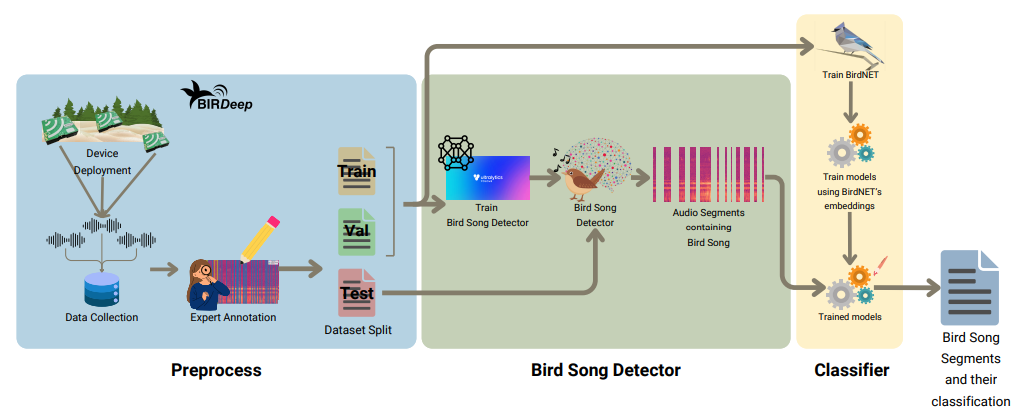 BIRDeep
Device
Deployment
Data Collection
Expert Annotation
Train
Val
Test
Dataset Split
ultralytics
Train
Bird Song Detector
Bird Song
Detector
Audio Segments
containing
Bird Song
Train BirdNET
Train models
using BirdNET's
embeddings
Trained models
Bird Song
Segments
and their
classification
Preprocess
Bird Song Detector
Classifier